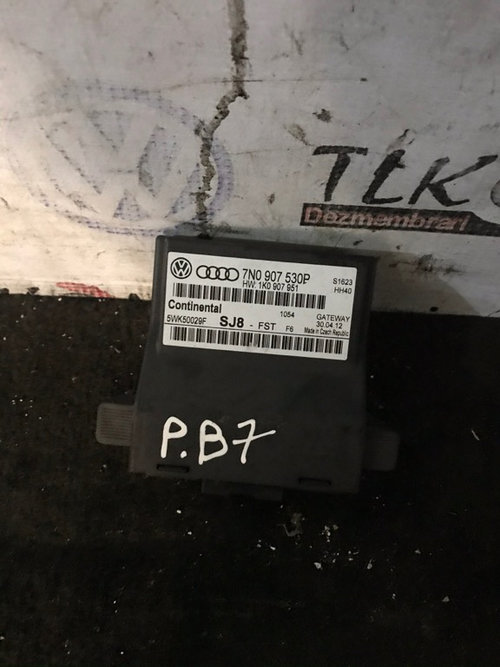 TLK
Dezmembrari
7N0 907 530P
HW: 1K0 907 951
S1623
HH40
Continental
1054
GATEWAY
5WK50029F
SJ8 - FST F6
30.04.12
Made in Czech Republic
P.B7